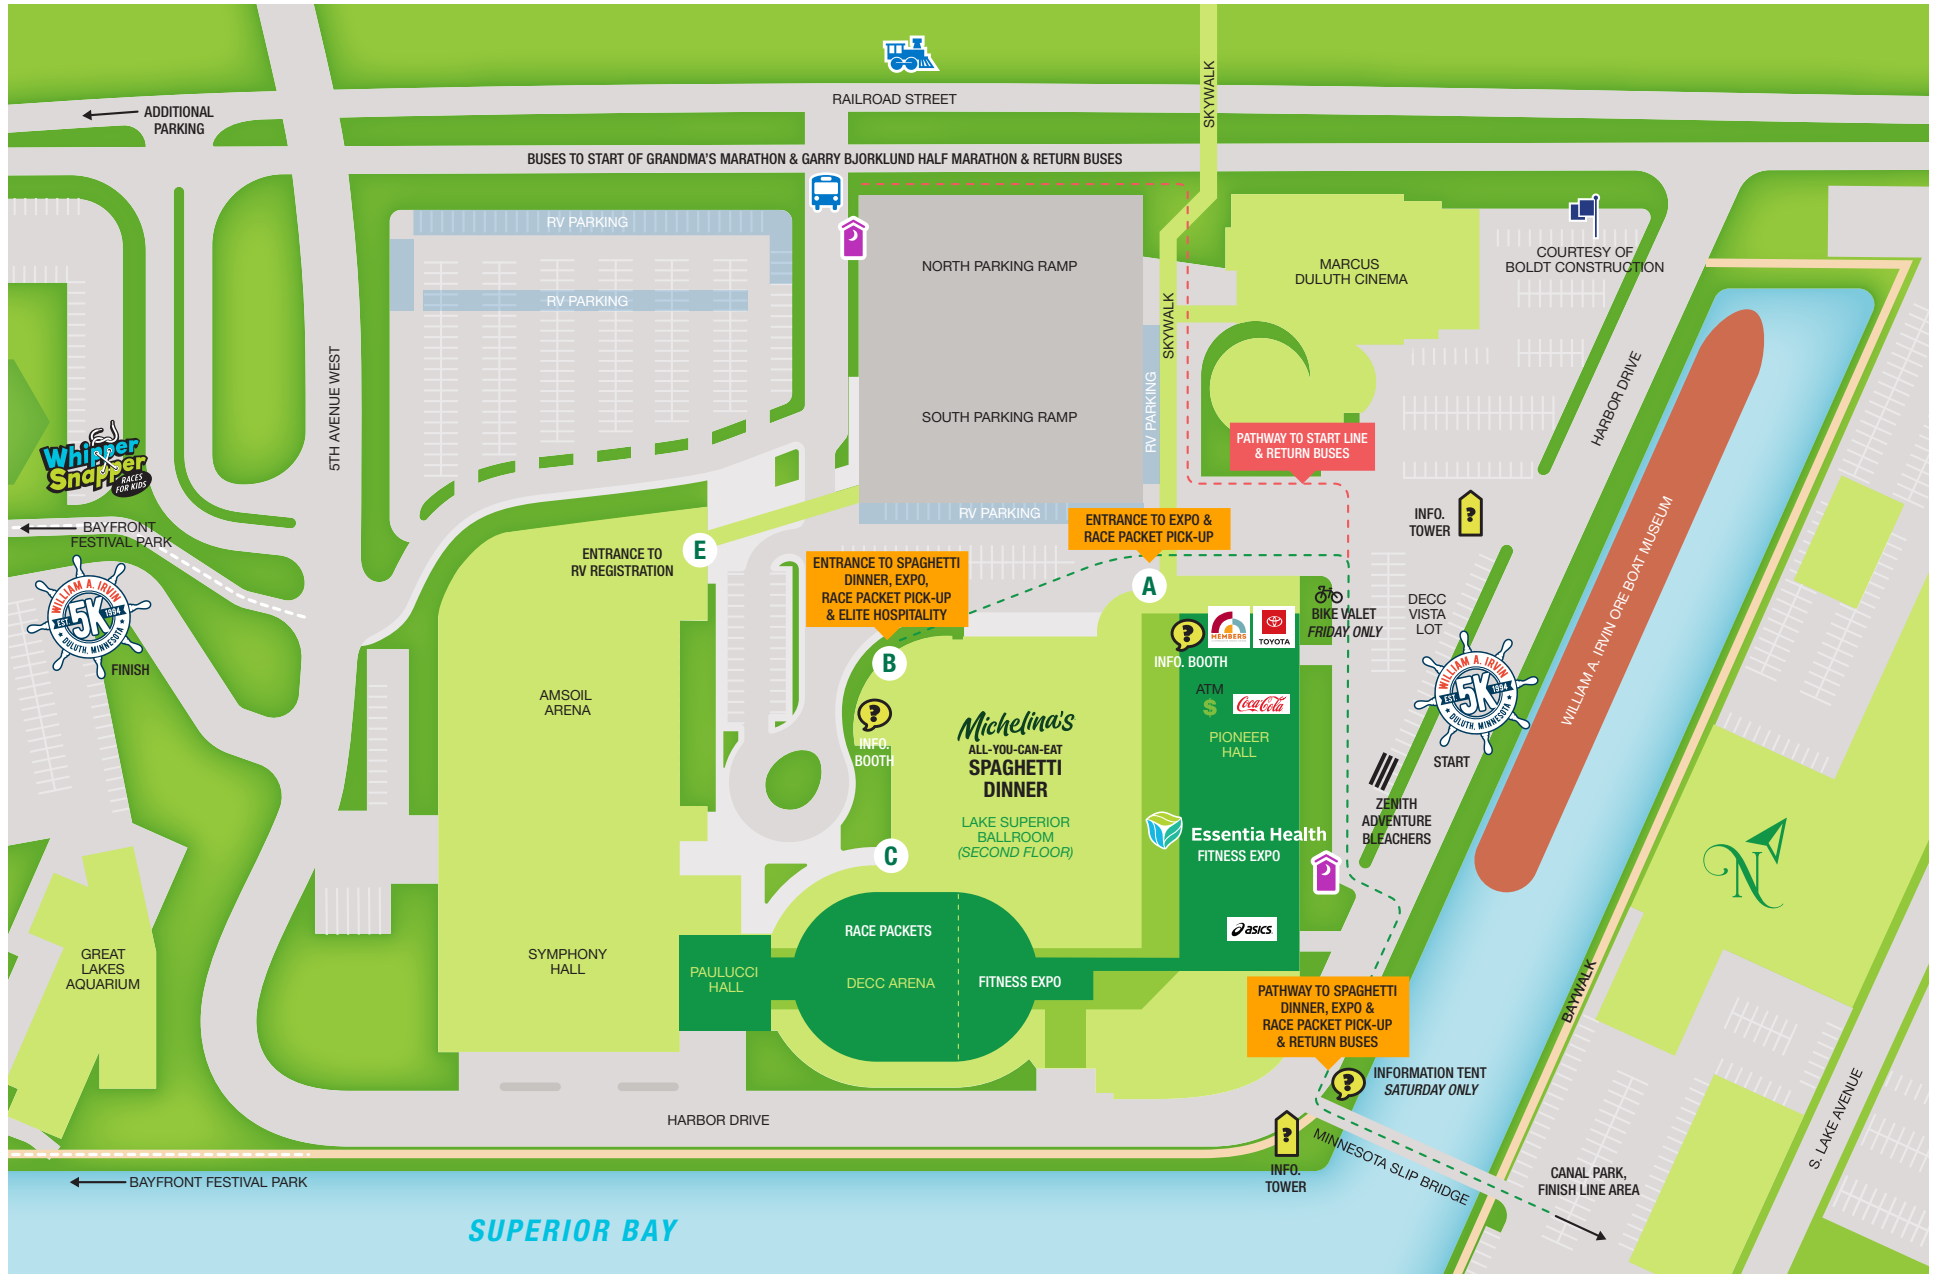 SKYWALK
RAILROAD STREET
ADDITIONAL
PARKING
BUSES TO START OF GRANDMA'S MARATHON & GARRY BJORKLUND HALF MARATHON & RETURN BUSES
RV PARKING
RV PARKING
NORTH PARKING RAMP
SOUTH PARKING RAMP
SKYWALK
RV PARKING
RV PARKING
MARCUS
DULUTH CINEMA
COURTESY OF
BOLDT CONSTRUCTION
5TH AVENUE WEST
HARBOR DRIVE
PATHWAY TO START LINE
& RETURN BUSES
Whipper
Snapper
RACES
FOR KIDS
BAYFRONT
FESTIVAL PARK
WILLIAM A. IRVIN
5K
EST.
1994
DULUTH, MINNESOTA
FINISH
ENTRANCE TO
RV REGISTRATION
E
ENTRANCE TO SPAGHETTI
DINNER, EXPO,
RACE PACKET PICK-UP
& ELITE HOSPITALITY
B
ENTRANCE TO EXPO &
RACE PACKET PICK-UP
A
INFO.
TOWER
?
WILLIAM A. IRVIN ORE BOAT MUSEUM
BIKE VALET
FRIDAY ONLY
DECC
VISTA
LOT
?
INFO. BOOTH
MEMBERS
TOYOTA
ATM
$
Coca-Cola
PIONEER
HALL
WILLIAM A. IRVIN
5K
EST.
1994
DULUTH, MINNESOTA
START
ZENITH
ADVENTURE
BLEACHERS
AMSOIL
ARENA
?
INFO.
BOOTH
Michelina's
ALL-YOU-CAN-EAT
SPAGHETTI
DINNER
LAKE SUPERIOR
BALLROOM
(SECOND FLOOR)
C
Essentia Health
FITNESS EXPO
asics
N
GREAT
LAKES
AQUARIUM
SYMPHONY
HALL
PAULUCCI
HALL
RACE PACKETS
DECC ARENA
FITNESS EXPO
PATHWAY TO SPAGHETTI
DINNER, EXPO &
RACE PACKET PICK-UP
& RETURN BUSES
BAYWALK
?
INFORMATION TENT
SATURDAY ONLY
HARBOR DRIVE
?
INFO.
TOWER
MINNESOTA SLIP BRIDGE
S. LAKE AVENUE
CANAL PARK,
FINISH LINE AREA
BAYFRONT FESTIVAL PARK
SUPERIOR BAY